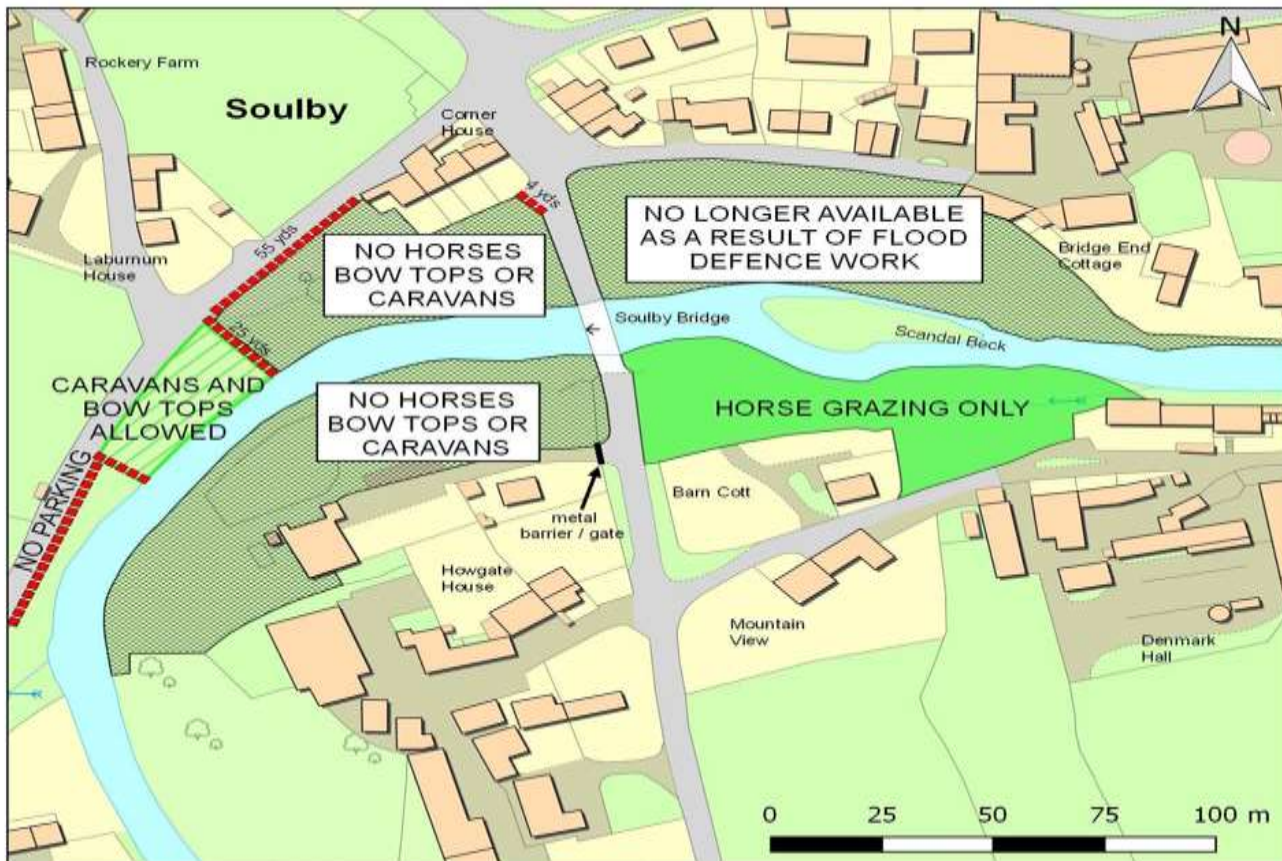 N
Rockery Farm
Soulby
Corner
House
4 yds
55 yds
NO LONGER AVAILABLE
AS A RESULT OF FLOOD
DEFENCE WORK
NO HORSES
BOW TOPS OR
CARAVANS
Laburnum
House
Bridge End
Cottage
25 yds
Soulby Bridge
Scandal Beck
CARAVANS AND
BOW TOPS
ALLOWED
NO HORSES
BOW TOPS OR
CARAVANS
HORSE GRAZING ONLY
NO PARKING
metal
barrier / gate
Barn Cott
Howgate
House
Mountain
View
Denmark
Hall
0 25 50 75 100 m